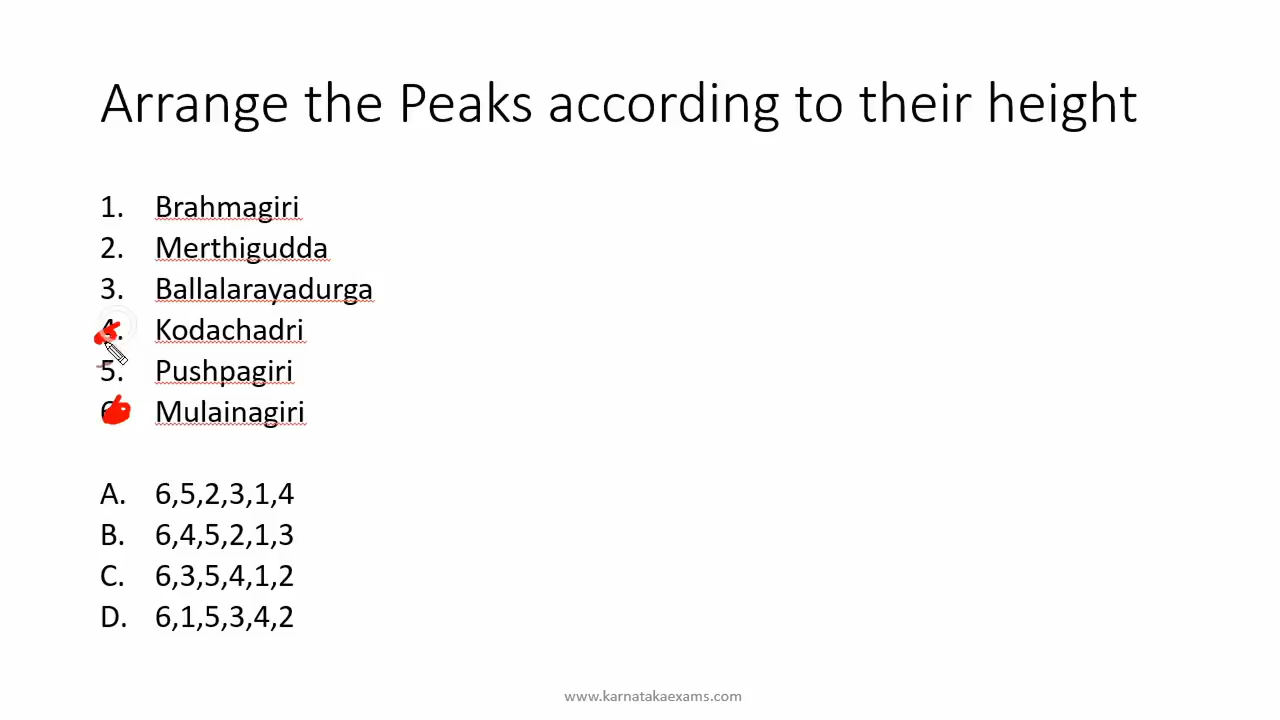 Arrange the Peaks according to their height
1. Brahmagiri
2. Merthigudda
3. Ballalarayadurga
4. Kodachadri
5. Pushpagiri
6. Mulainagiri
A. 6,5,2,3,1,4
B. 6,4,5,2,1,3
C. 6,3,5,4,1,2
D. 6,1,5,3,4,2
www.karnatakaexams.com